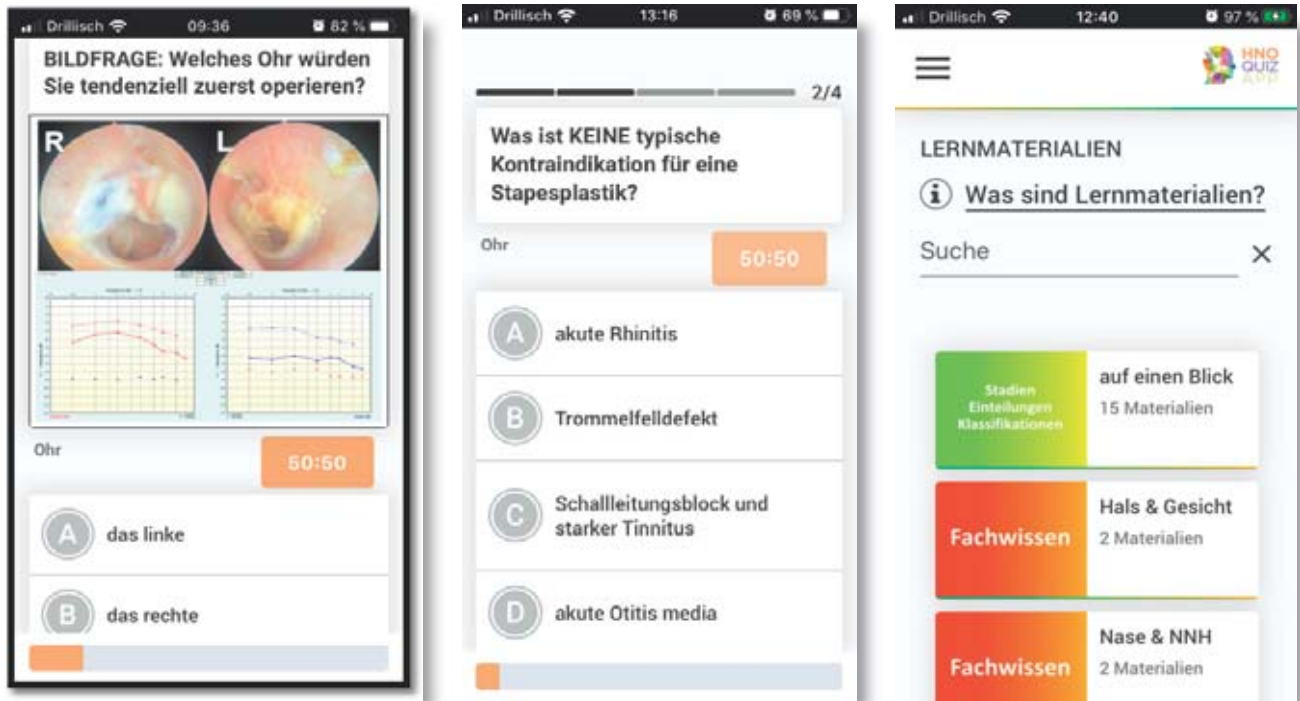 Drillisch 09:36 82 %
BILDFRAGE: Welches Ohr würden
Sie tendenziell zuerst operieren?
R L
Ohr
50:50
A das linke
B das rechte
Drillisch 13:16 69 %
2/4
Was ist KEINE typische
Kontraindikation für eine
Stapesplastik?
Ohr
50:50
A akute Rhinitis
B Trommelfelldefekt
C Schallleitungsblock und
starker Tinnitus
D akute Otitis media
Drillisch 12:40 97 %
HNO
QUIZ
APP
LERNMATERIALIEN
i Was sind Lernmaterialien?
Suche
Stadien
Einteilungen
Klassifikationen
auf einen Blick
15 Materialien
Fachwissen
Hals & Gesicht
2 Materialien
Fachwissen
Nase & NNH
2 Materialien